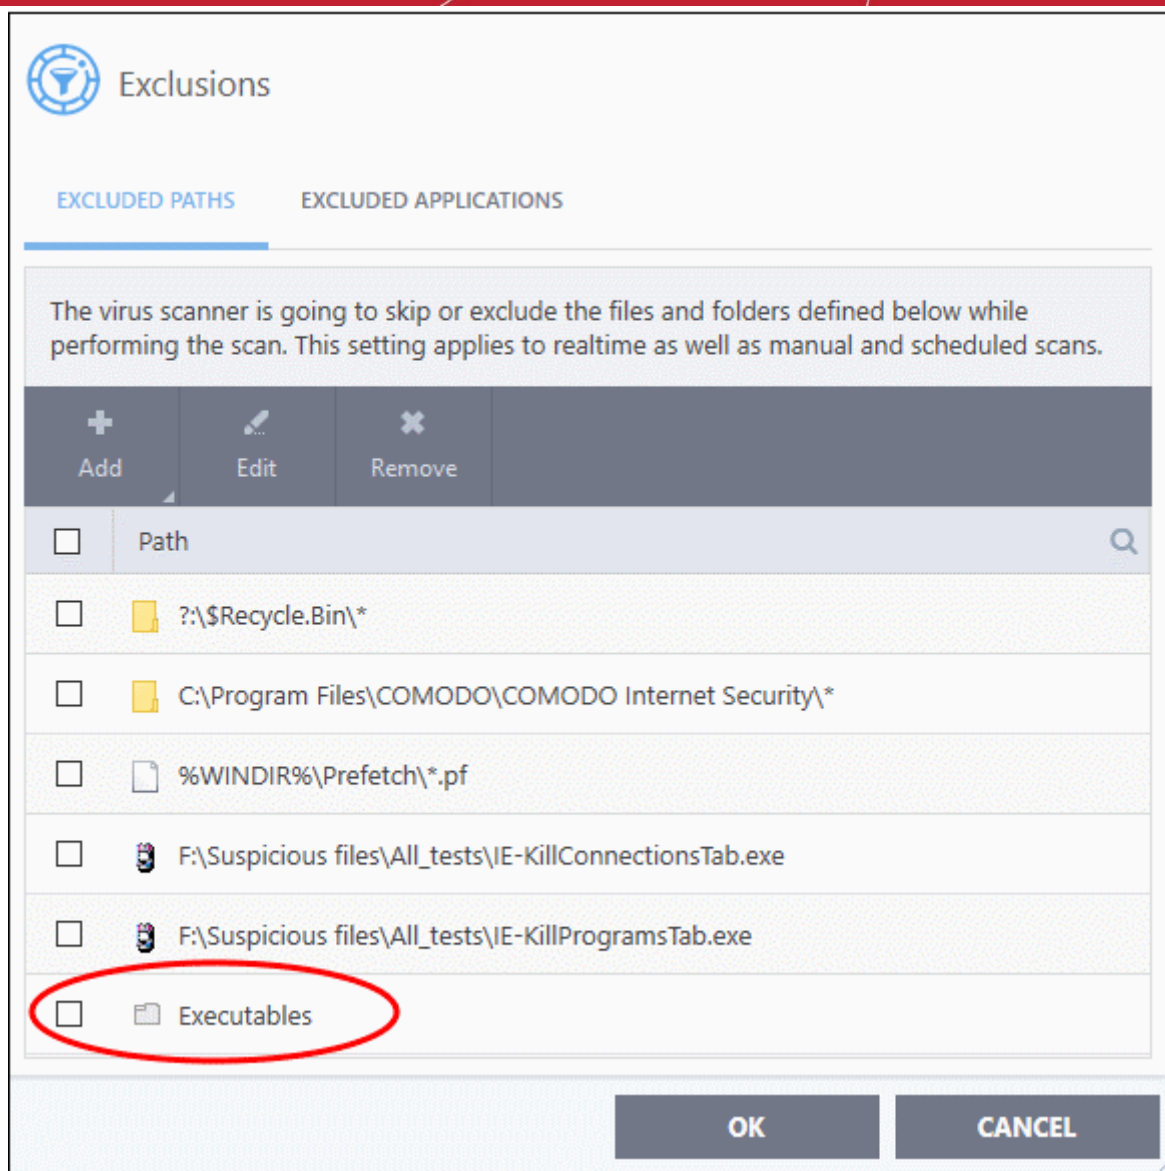 Exclusions
EXCLUDED PATHS
EXCLUDED APPLICATIONS
The virus scanner is going to skip or exclude the files and folders defined below while
performing the scan. This setting applies to realtime as well as manual and scheduled scans.
Add
Edit
Remove
Path
?:\$Recycle.Bin\*
C:\Program Files\COMODO\COMODO Internet Security\*
%WINDIR%\Prefetch\*.pf
F:\Suspicious files\All_tests\IE-KillConnectionsTab.exe
F:\Suspicious files\All_tests\IE-KillProgramsTab.exe
Executables
OK
CANCEL